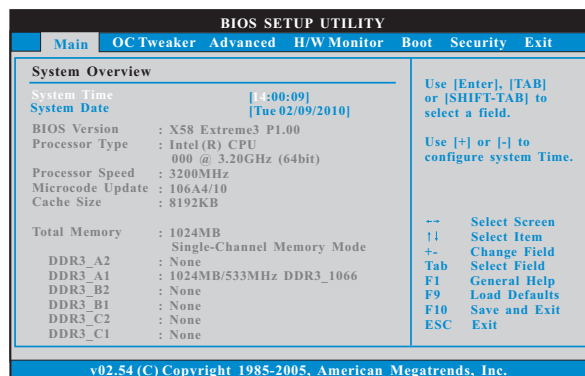 BIOS SETUP UTILITY
Main OC Tweaker Advanced H/W Monitor Boot Security Exit
System Overview
System Time [14:00:09]
System Date [Tue 02/09/2010]
BIOS Version : X58 Extreme3 P1.00
Processor Type : Intel (R) CPU
000 @ 3.20GHz (64bit)
Processor Speed : 3200MHz
Microcode Update : 106A4/10
Cache Size : 8192KB
Total Memory : 1024MB
Single-Channel Memory Mode
DDR3_A2 : None
DDR3_A1 : 1024MB/533MHz DDR3_1066
DDR3_B2 : None
DDR3_B1 : None
DDR3_C2 : None
DDR3_C1 : None
Use [Enter], [TAB]
or [SHIFT-TAB] to
select a field.
Use [+] or [-] to
configure system Time.
←→ Select Screen
↑↓ Select Item
+- Change Field
Tab Select Field
F1 General Help
F9 Load Defaults
F10 Save and Exit
ESC Exit
v02.54 (C) Copyright 1985-2005, American Megatrends, Inc.